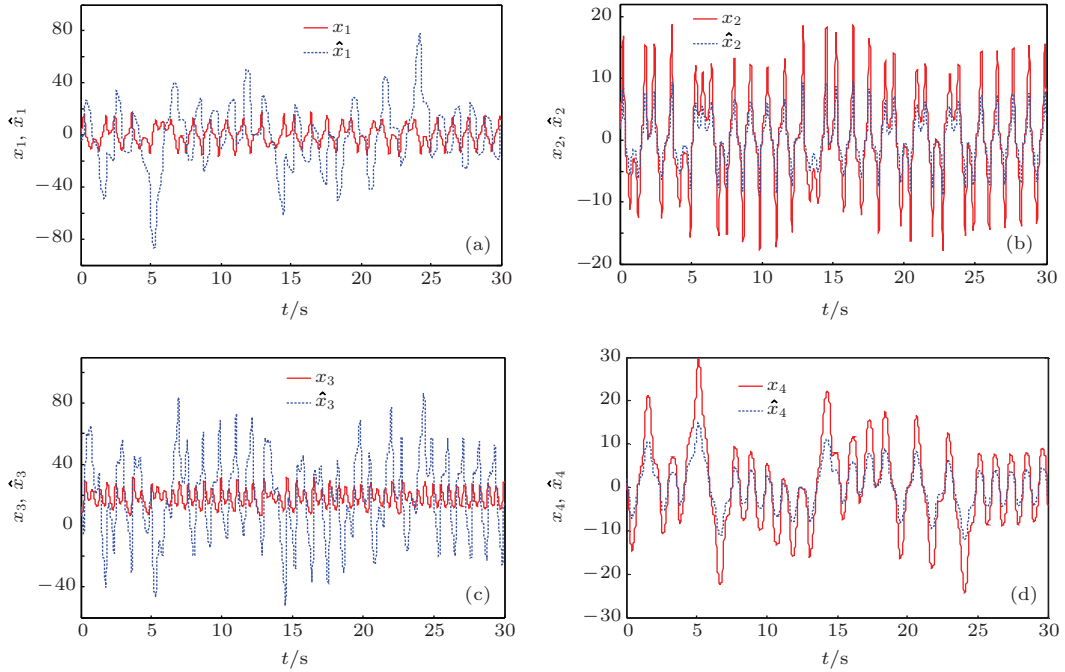 80
40
0
−40
−80
x₁, x̂₁
x₁
x̂₁
(a)
0 5 10 15 20 25 30
t/s
20
10
0
−10
−20
x₂, x̂₂
x₂
x̂₂
(b)
0 5 10 15 20 25 30
t/s
80
40
0
−40
x₃, x̂₃
x₃
x̂₃
(c)
0 5 10 15 20 25 30
t/s
30
20
10
0
−10
−20
−30
x₄, x̂₄
x₄
x̂₄
(d)
0 5 10 15 20 25 30
t/s